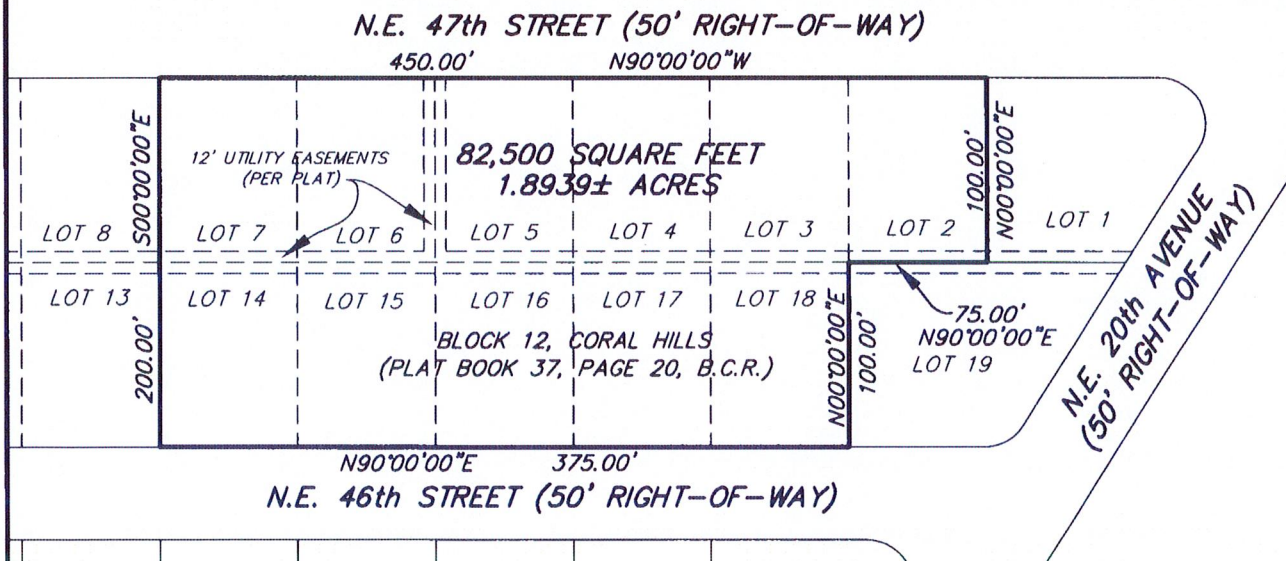 N.E. 47th STREET (50' RIGHT-OF-WAY)
450.00' N90°00'00"W
S00°00'00"E
12' UTILITY EASEMENTS
(PER PLAT)
82,500 SQUARE FEET
1.8939± ACRES
100.00'
N00°00'00"E
LOT 8 LOT 7 LOT 6 LOT 5 LOT 4 LOT 3 LOT 2 LOT 1
LOT 13 LOT 14 LOT 15 LOT 16 LOT 17 LOT 18
200.00'
BLOCK 12, CORAL HILLS
(PLAT BOOK 37, PAGE 20, B.C.R.)
N00°00'00"E
100.00'
75.00'
N90°00'00"E
LOT 19
N.E. 20th AVENUE
(50' RIGHT-OF-WAY)
N90°00'00"E 375.00'
N.E. 46th STREET (50' RIGHT-OF-WAY)